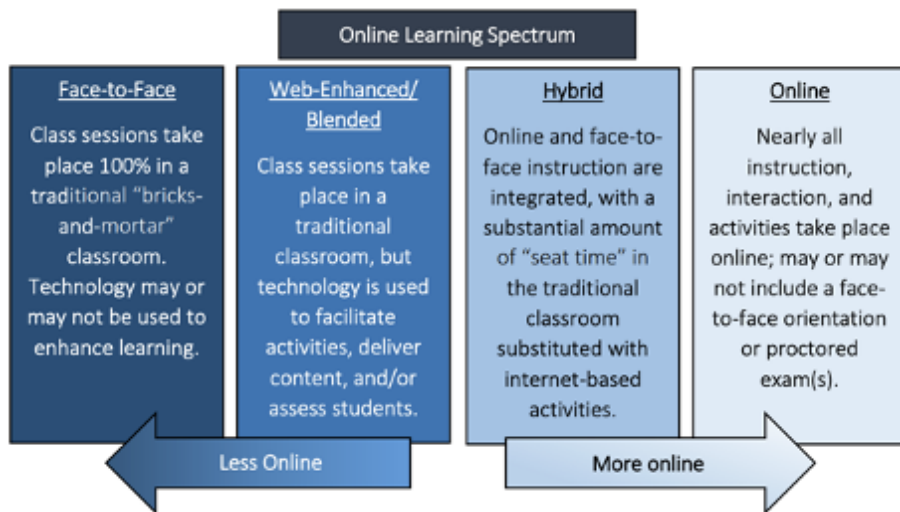 Online Learning Spectrum
Face-to-Face
Class sessions take
place 100% in a
traditional “bricks-
and-mortar”
classroom.
Technology may or
may not be used to
enhance learning.
Web-Enhanced/
Blended
Class sessions take
place in a
traditional
classroom, but
technology is used
to facilitate
activities, deliver
content, and/or
assess students.
Hybrid
Online and face-to-
face instruction are
integrated, with a
substantial amount
of “seat time” in
the traditional
classroom
substituted with
internet-based
activities.
Online
Nearly all
instruction,
interaction, and
activities take place
online; may or may
not include a face-
to-face orientation
or proctored
exam(s).
Less Online
More online